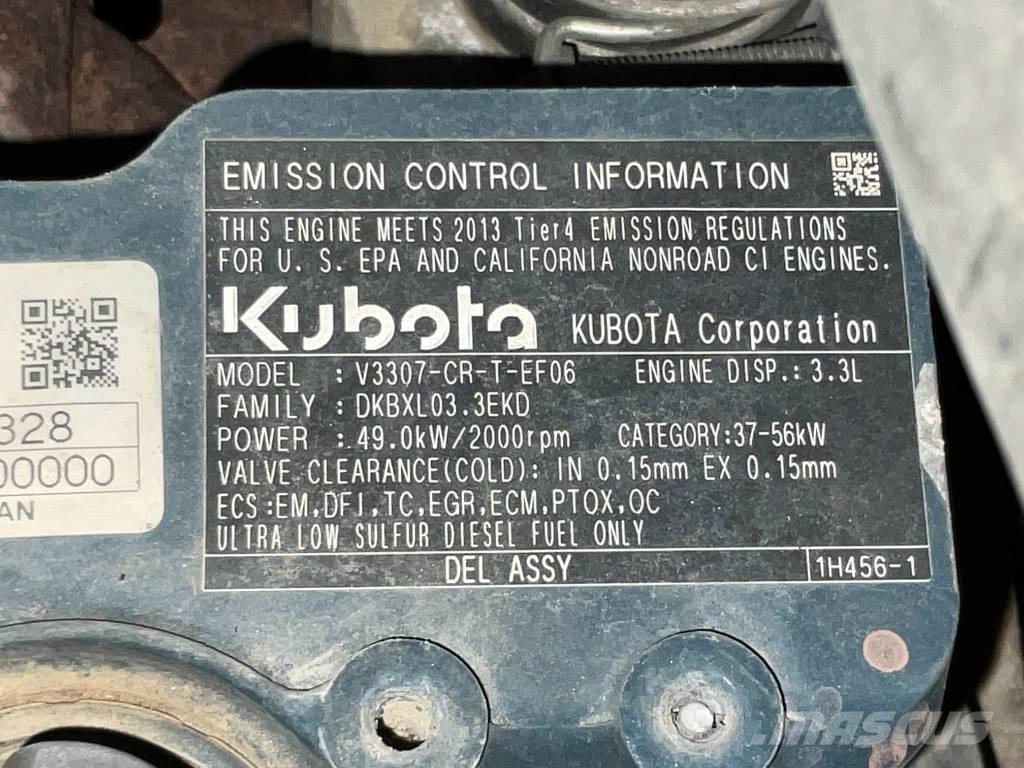 EMISSION CONTROL INFORMATION
THIS ENGINE MEETS 2013 Tier4 EMISSION REGULATIONS
FOR U. S. EPA AND CALIFORNIA NONROAD CI ENGINES.
Kubota KUBOTA Corporation
MODEL : V3307-CR-T-EF06 ENGINE DISP.: 3.3L
FAMILY : DKBXL03.3EKD
POWER : 49.0kW/2000rpm CATEGORY:37-56kW
VALVE CLEARANCE(COLD): IN 0.15mm EX 0.15mm
ECS :EM,DFI,TC,EGR,ECM,PTOX,OC
ULTRA LOW SULFUR DIESEL FUEL ONLY
DEL ASSY 1H456-1
328
00000
AN
MASCUS